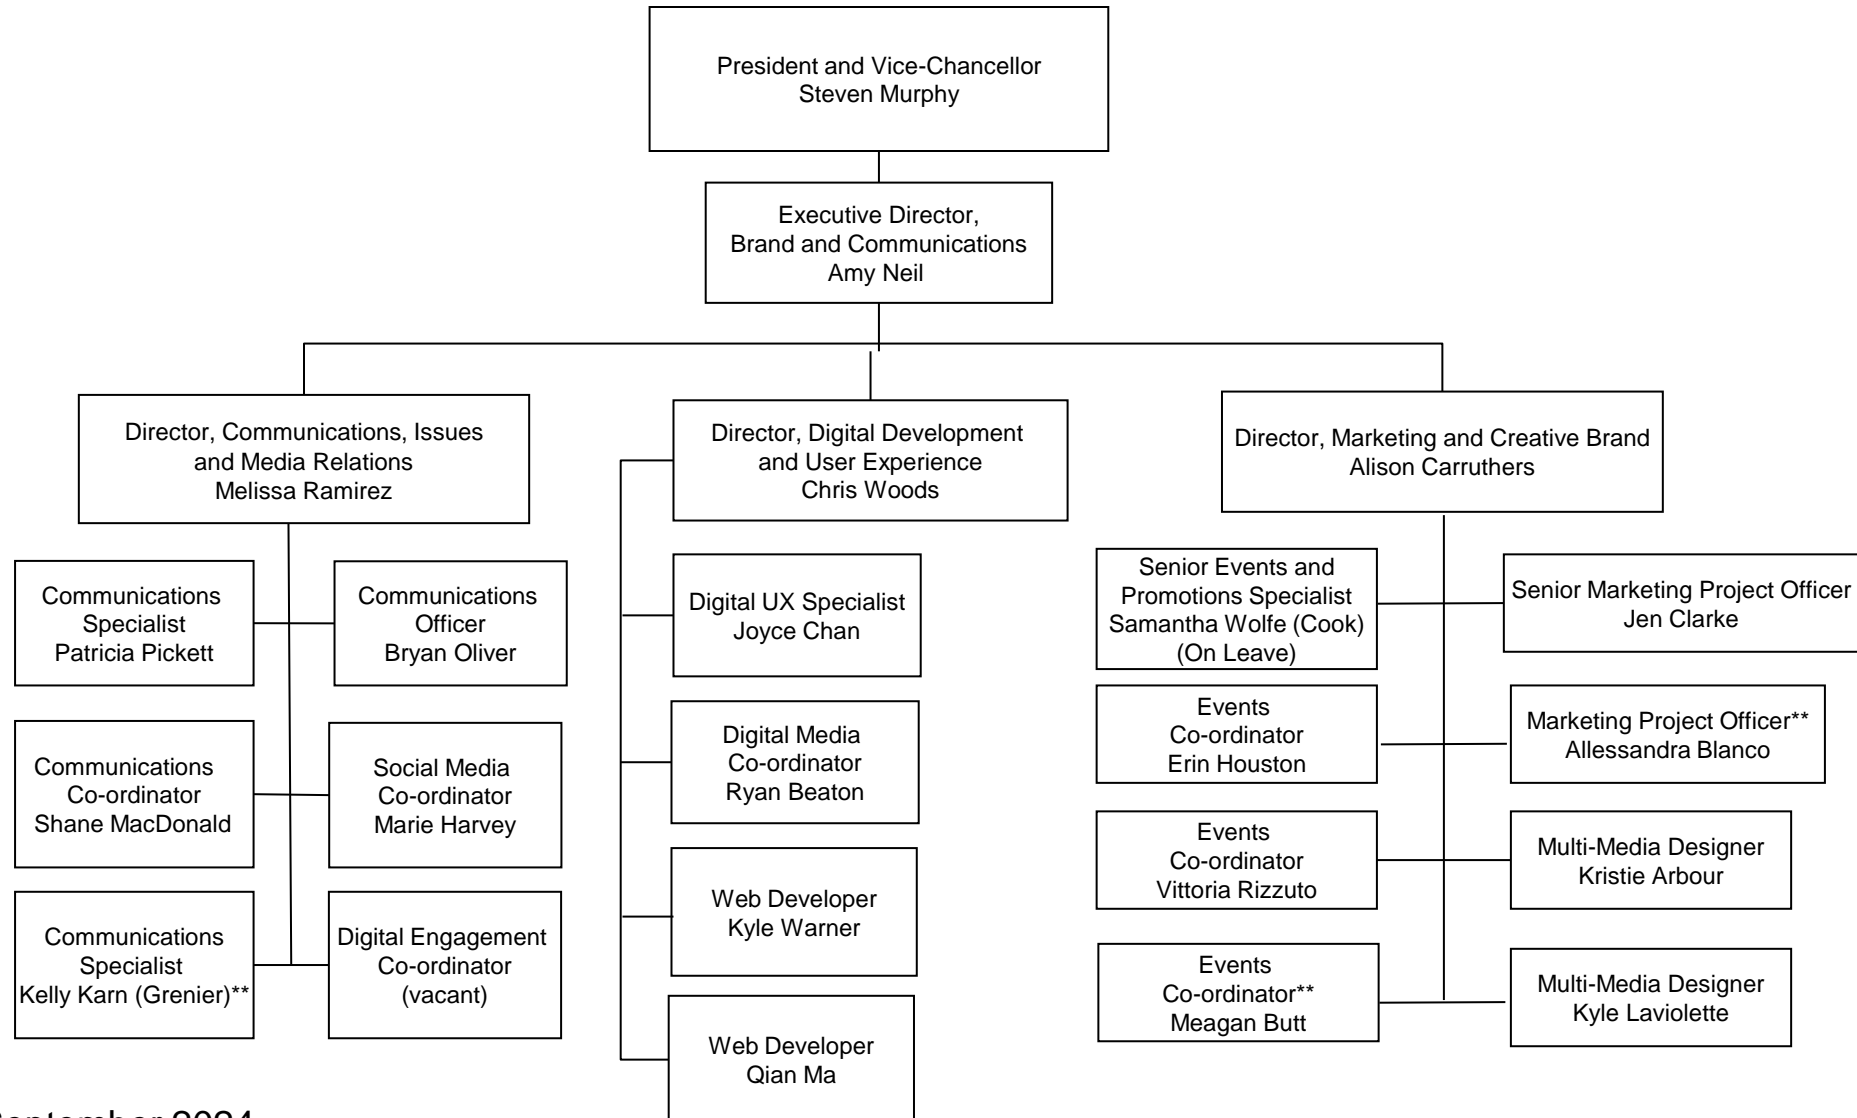 President and Vice-Chancellor
Steven Murphy
Executive Director,
Brand and Communications
Amy Neil
Director, Communications, Issues
and Media Relations
Melissa Ramirez
Director, Digital Development
and User Experience
Chris Woods
Director, Marketing and Creative Brand
Alison Carruthers
Communications
Specialist
Patricia Pickett
Communications
Officer
Bryan Oliver
Communications
Co-ordinator
Shane MacDonald
Social Media
Co-ordinator
Marie Harvey
Communications
Specialist
Kelly Karn (Grenier)**
Digital Engagement
Co-ordinator
(vacant)
Digital UX Specialist
Joyce Chan
Digital Media
Co-ordinator
Ryan Beaton
Web Developer
Kyle Warner
Web Developer
Qian Ma
Senior Events and
Promotions Specialist
Samantha Wolfe (Cook)
(On Leave)
Senior Marketing Project Officer
Jen Clarke
Events
Co-ordinator
Erin Houston
Marketing Project Officer**
Allessandra Blanco
Events
Co-ordinator
Vittoria Rizzuto
Multi-Media Designer
Kristie Arbour
Events
Co-ordinator**
Meagan Butt
Multi-Media Designer
Kyle Laviolette